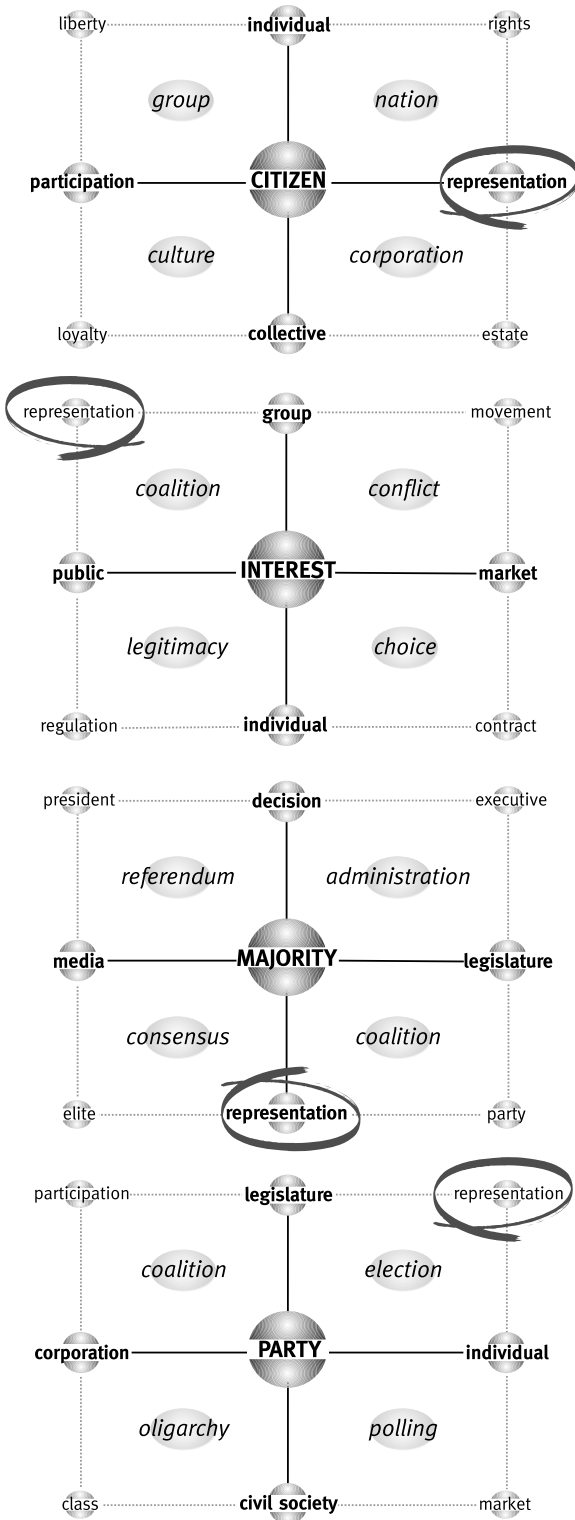 liberty individual rights
group nation
participation CITIZEN representation
culture corporation
loyalty collective estate
representation group movement
coalition conflict
public INTEREST market
legitimacy choice
regulation individual contract
president decision executive
referendum administration
media MAJORITY legislature
consensus coalition
elite representation party
participation legislature representation
coalition election
corporation PARTY individual
oligarchy polling
class civil society market